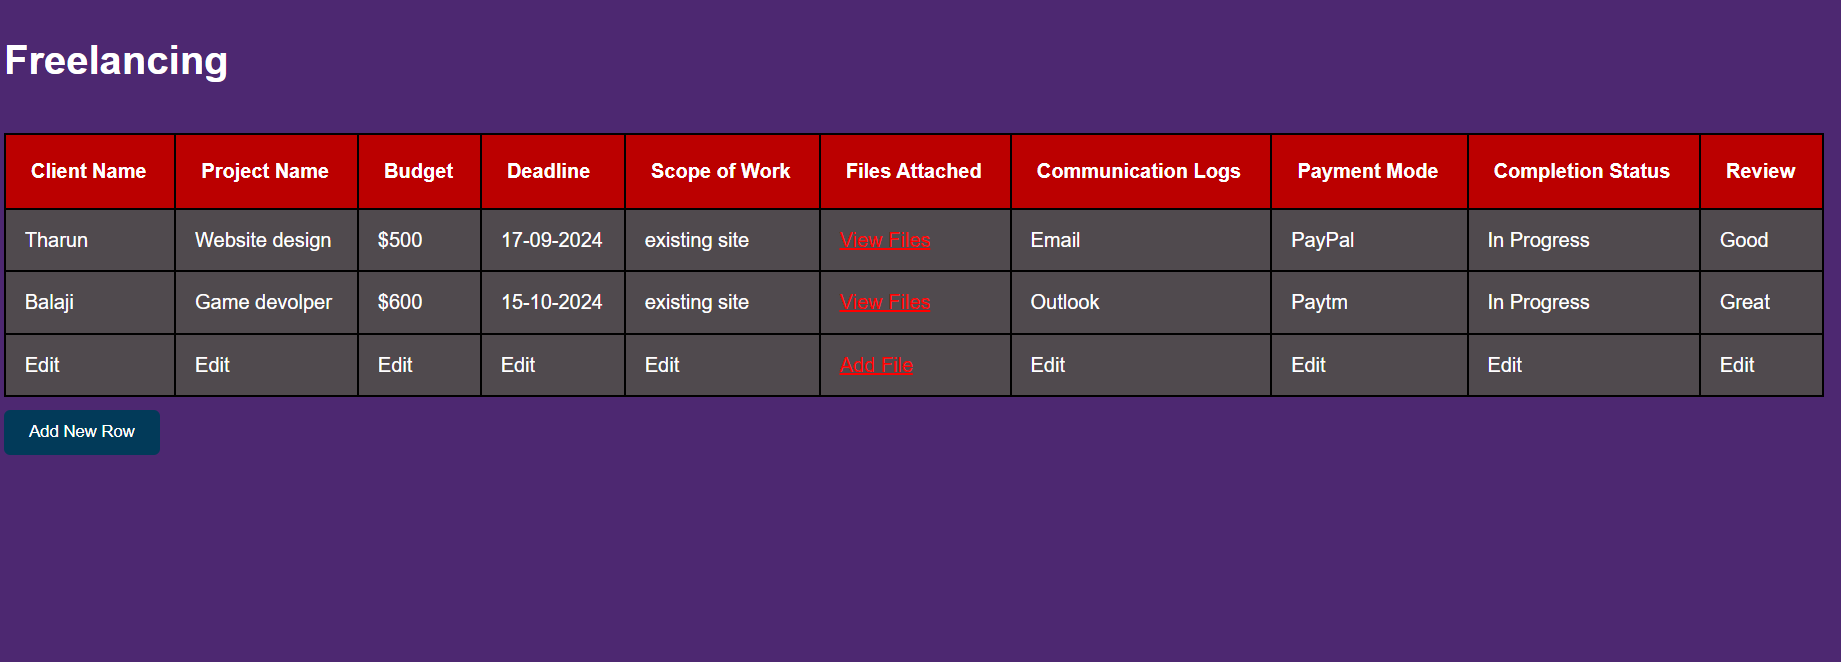 Freelancing
Client Name Project Name Budget Deadline Scope of Work Files Attached Communication Logs Payment Mode Completion Status Review
Tharun Website design $500 17-09-2024 existing site View Files Email PayPal In Progress Good
Balaji Game devolper $600 15-10-2024 existing site View Files Outlook Paytm In Progress Great
Edit Edit Edit Edit Edit Add File Edit Edit Edit Edit
Add New Row